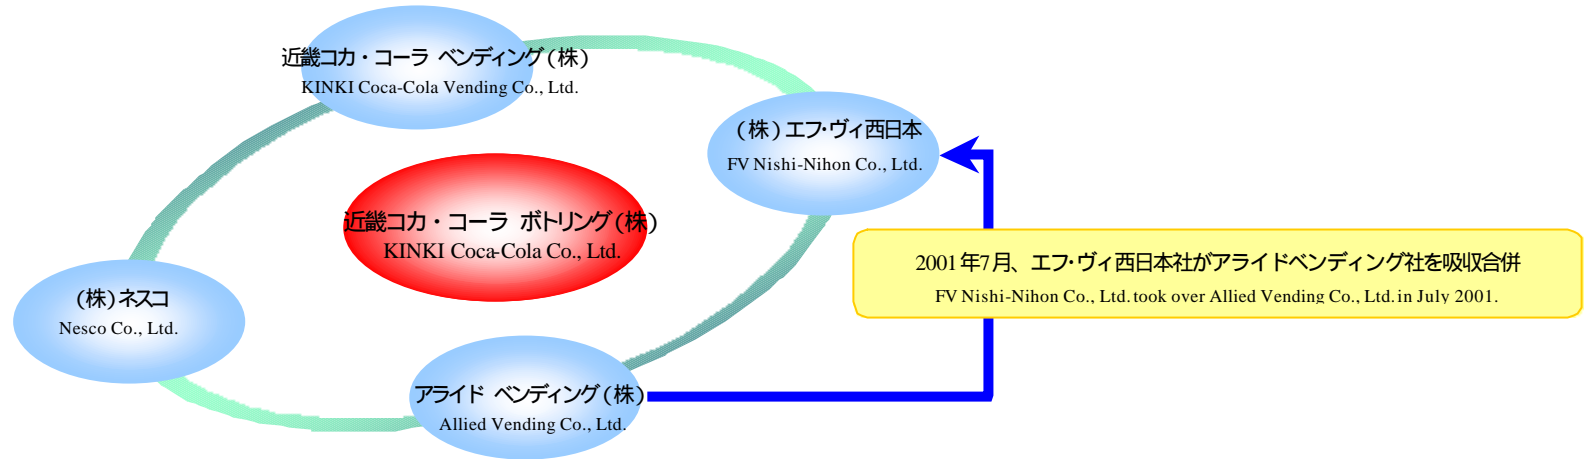 近畿コカ・コーラ ベンディング(株)
KINKI Coca-Cola Vending Co., Ltd.
(株)エフ・ヴィ西日本
FV Nishi-Nihon Co., Ltd.
近畿コカ・コーラ ボトリング(株)
KINKI Coca-Cola Co., Ltd.
2001年7月、エフ・ヴィ西日本社がアライドベンディング社を吸収合併
FV Nishi-Nihon Co., Ltd. took over Allied Vending Co., Ltd. in July 2001.
(株)ネスコ
Nesco Co., Ltd.
アライド ベンディング(株)
Allied Vending Co., Ltd.